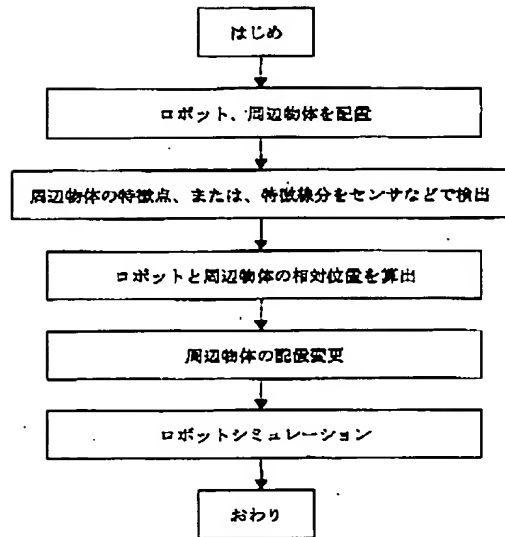 はじめ
ロボット、周辺物体を配置
周辺物体の特徴点、または、特徴線分をセンサなどで検出
ロボットと周辺物体の相対位置を算出
周辺物体の配置変更
ロボットシミュレーション
おわり